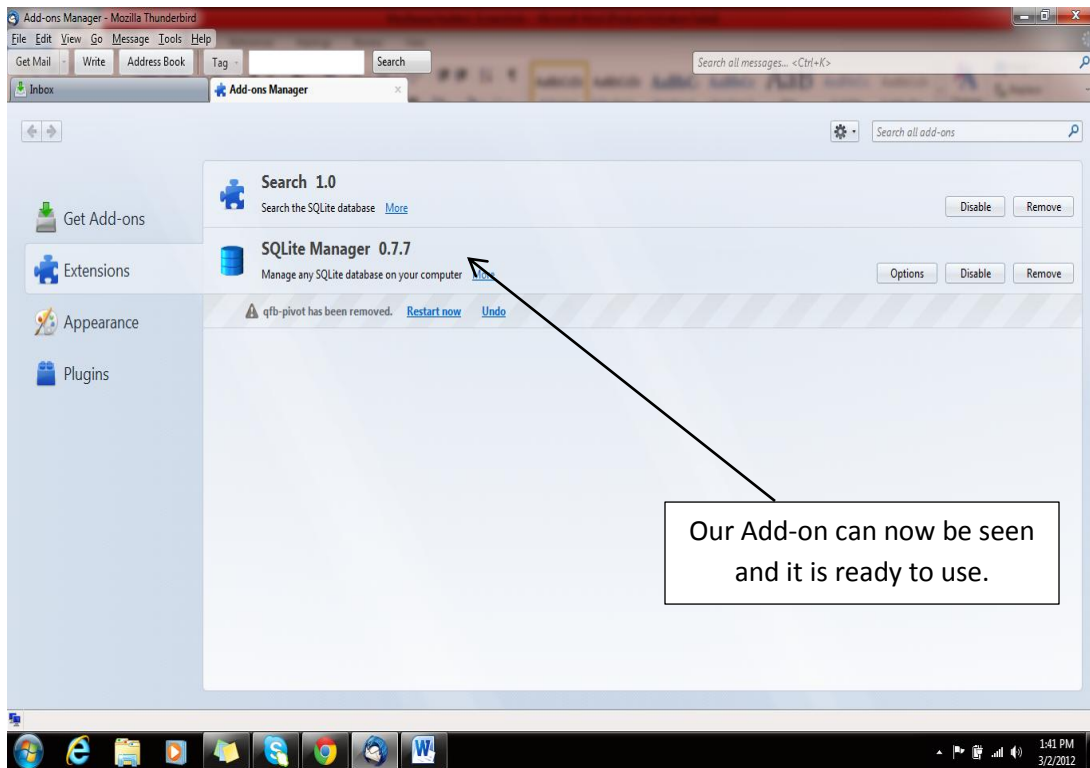 Add-ons Manager - Mozilla Thunderbird
File Edit View Go Message Tools Help
Get Mail Write Address Book Tag Search Search all messages... <Ctrl+K>
Inbox Add-ons Manager
Search all add-ons
Search 1.0
Search the SQLite database More
Disable Remove
Get Add-ons
SQLite Manager 0.7.7
Manage any SQLite database on your computer More
Options Disable Remove
Extensions
qfb-pivot has been removed. Restart now Undo
Appearance
Plugins
Our Add-on can now be seen
and it is ready to use.
1:41 PM
3/2/2012